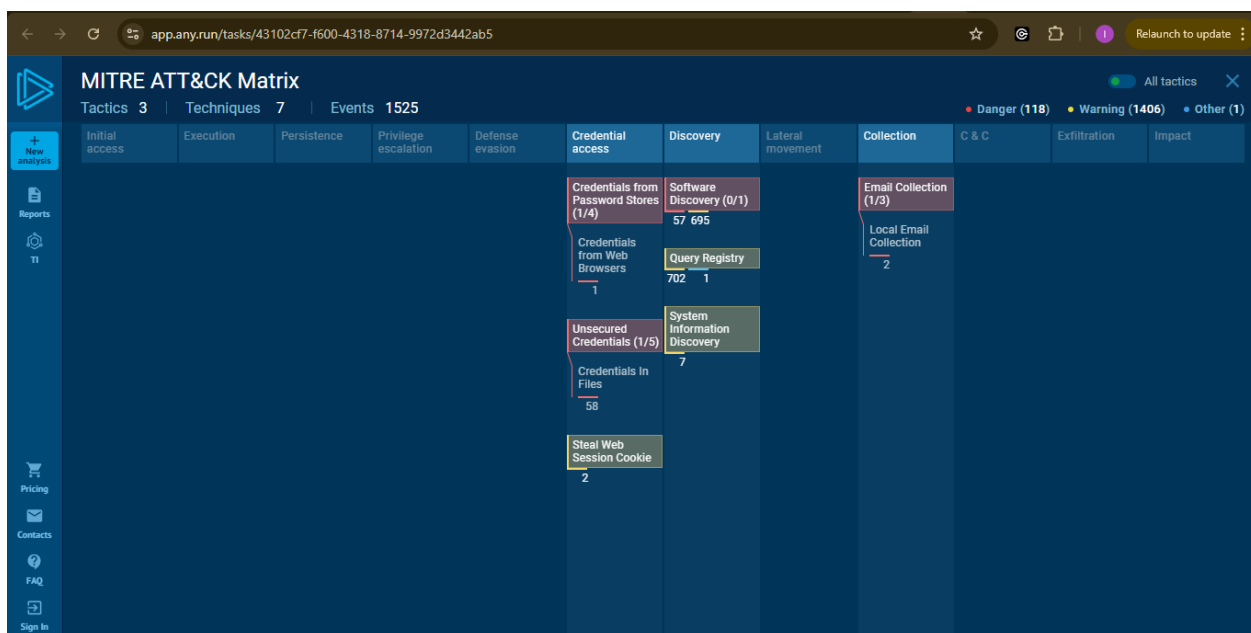 app.any.run/tasks/43102cf7-f600-4318-8714-9972d3442ab5
Relaunch to update
MITRE ATT&CK Matrix
All tactics
Tactics 3 | Techniques 7 | Events 1525
Danger (118) Warning (1406) Other (1)
+
New
analysis
Reports
TI
Pricing
Contacts
FAQ
Sign In
Initial
access
Execution
Persistence
Privilege
escalation
Defense
evasion
Credential
access
Discovery
Lateral
movement
Collection
C & C
Exfiltration
Impact
Credentials from
Password Stores
(1/4)
Credentials
from Web
Browsers
1
Unsecured
Credentials (1/5)
Credentials In
Files
58
Steal Web
Session Cookie
2
Software
Discovery (0/1)
57 695
Query Registry
702 1
System
Information
Discovery
7
Email Collection
(1/3)
Local Email
Collection
2